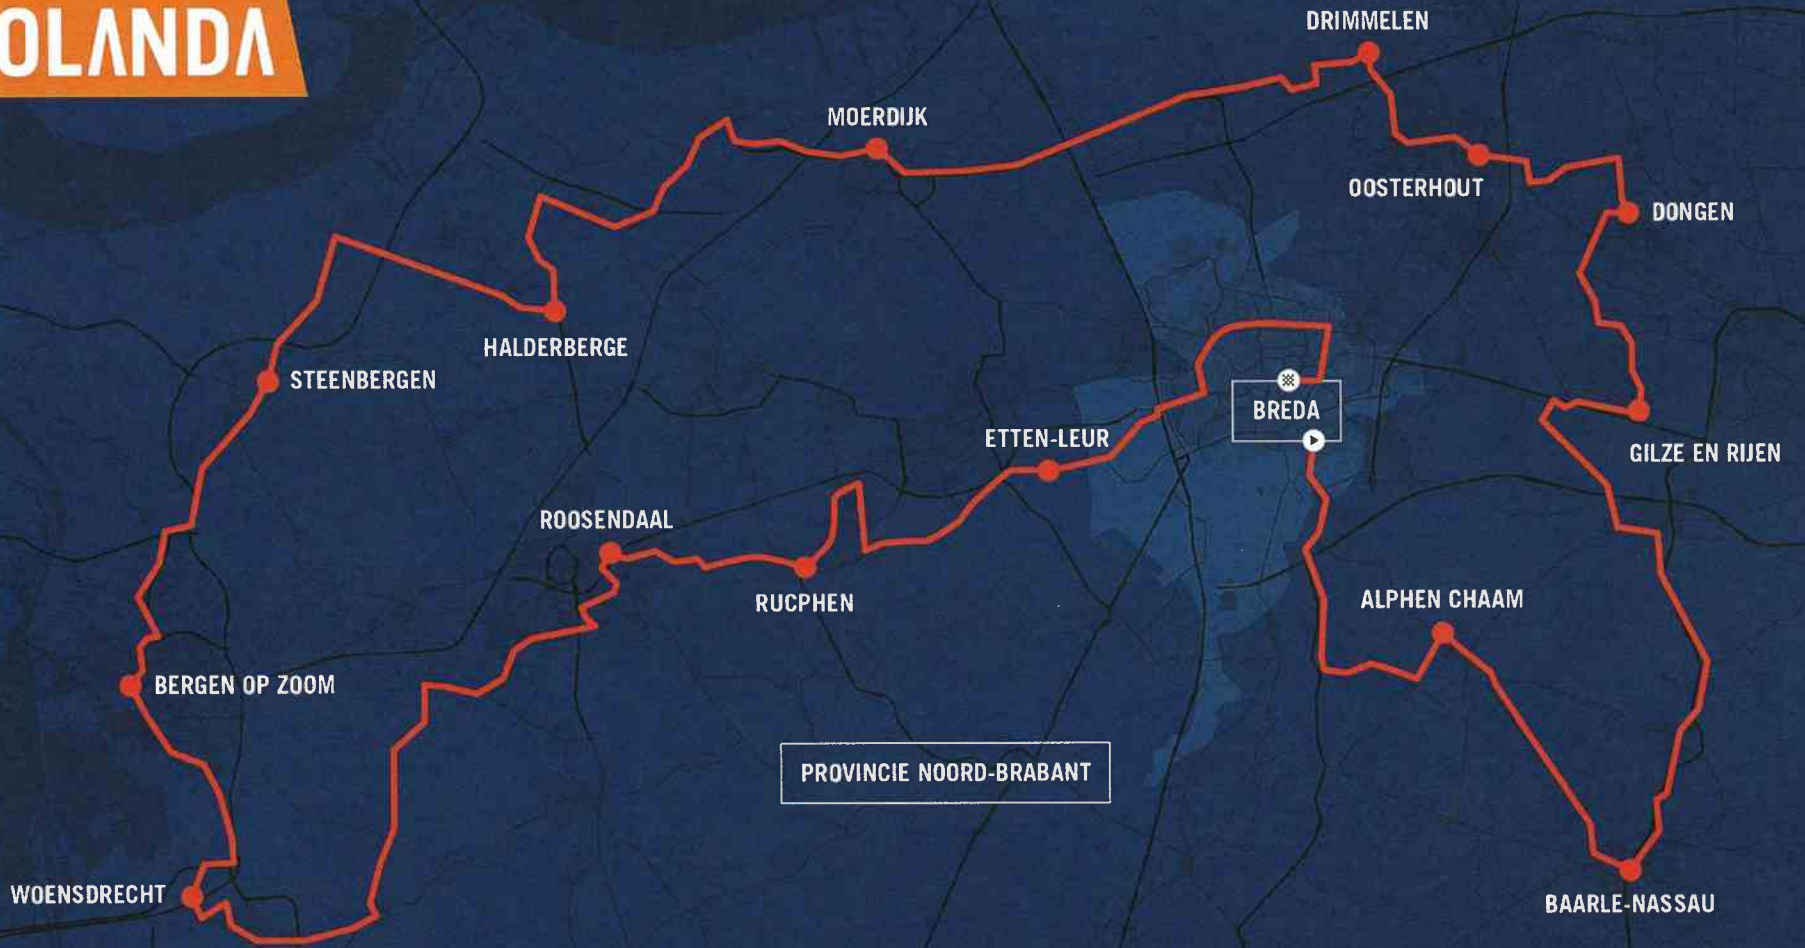 OLANDA
DRIMMELEN
MOERDIJK
OOSTERHOUT
DONGEN
HALDERBERGE
STEENBERGEN
BREDA
ETTEN-LEUR
GILZE EN RIJEN
ROOSENDAAL
RUCPHEN
ALPHEN CHAAM
BERGEN OP ZOOM
PROVINCIE NOORD-BRABANT
WOENSDRECHT
BAARLE-NASSAU